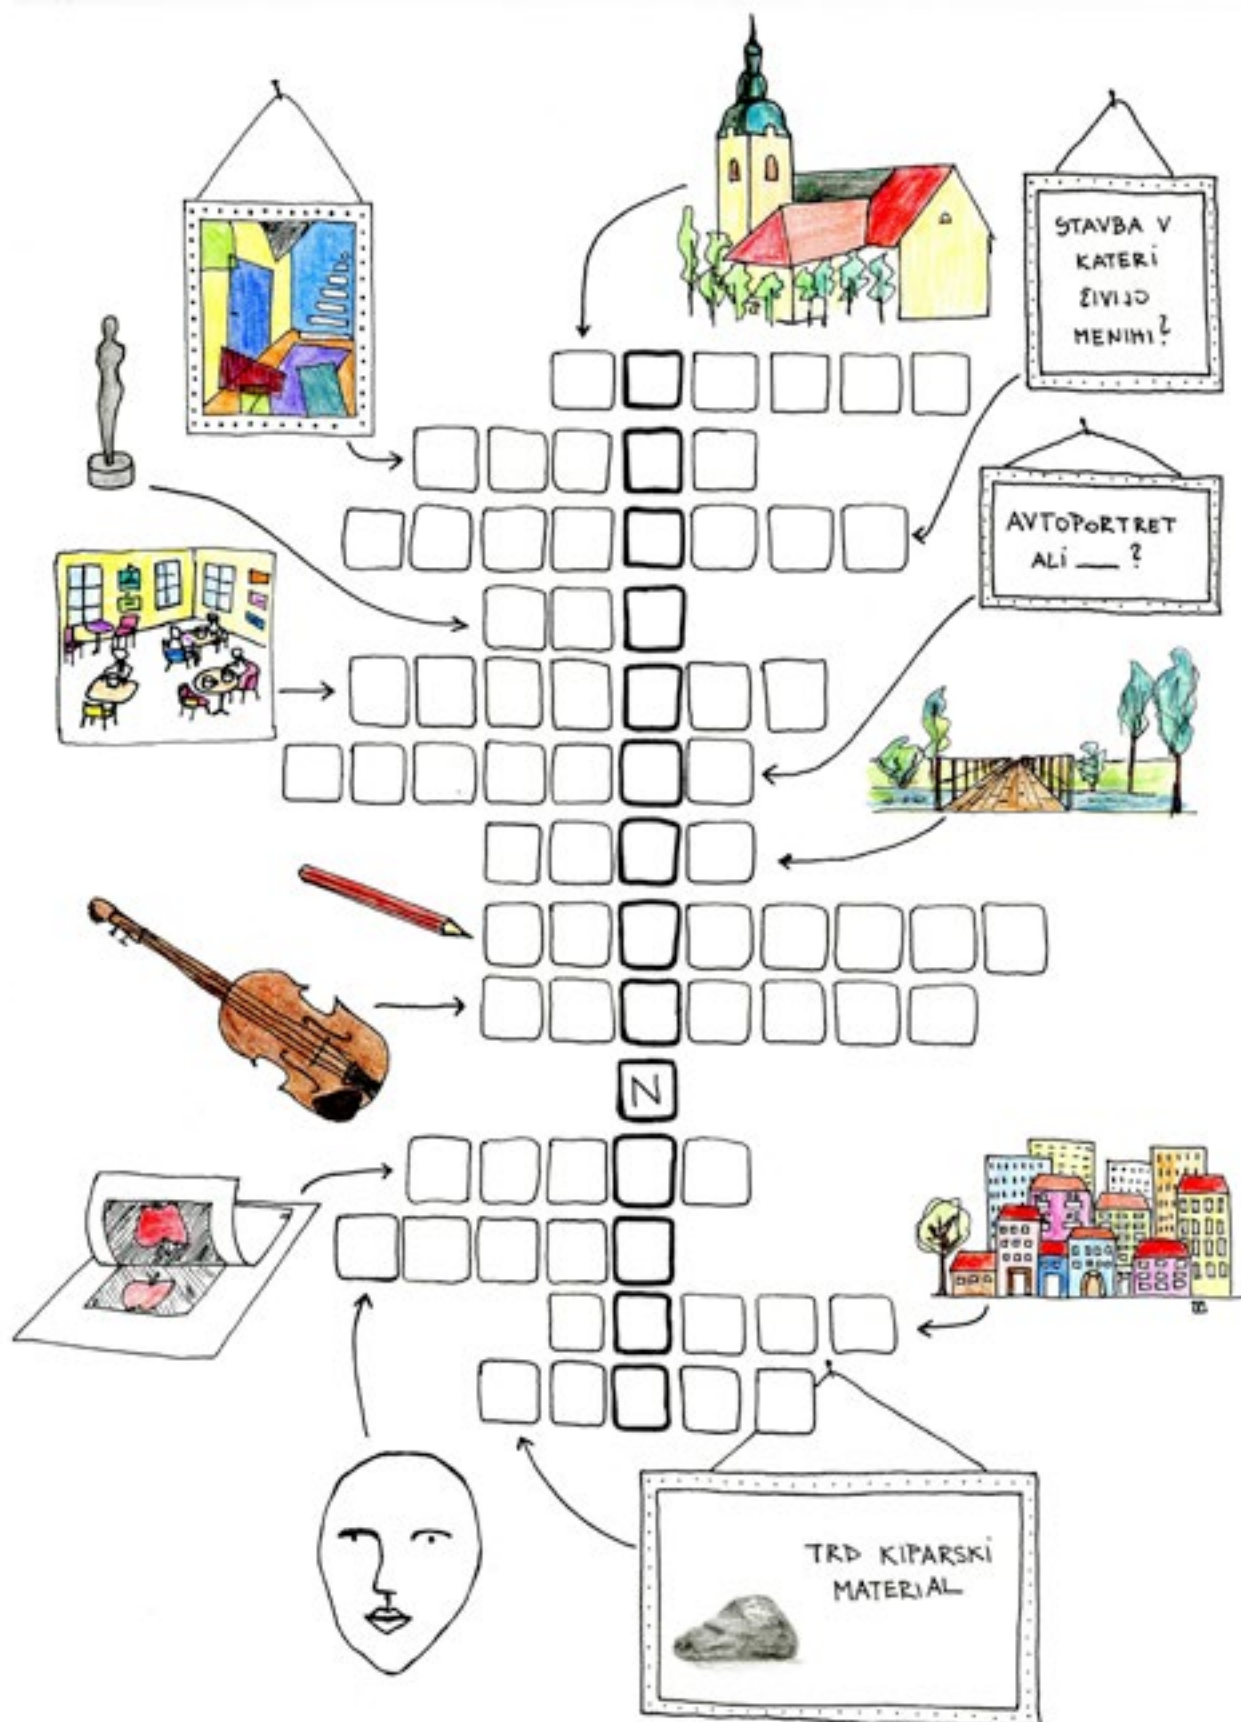 STAVBA V
KATERI
ŽIVIJO
MENIHI?
AVTOPORTRET
ALI ___?
N
TRD KIPARSKI
MATERIAL